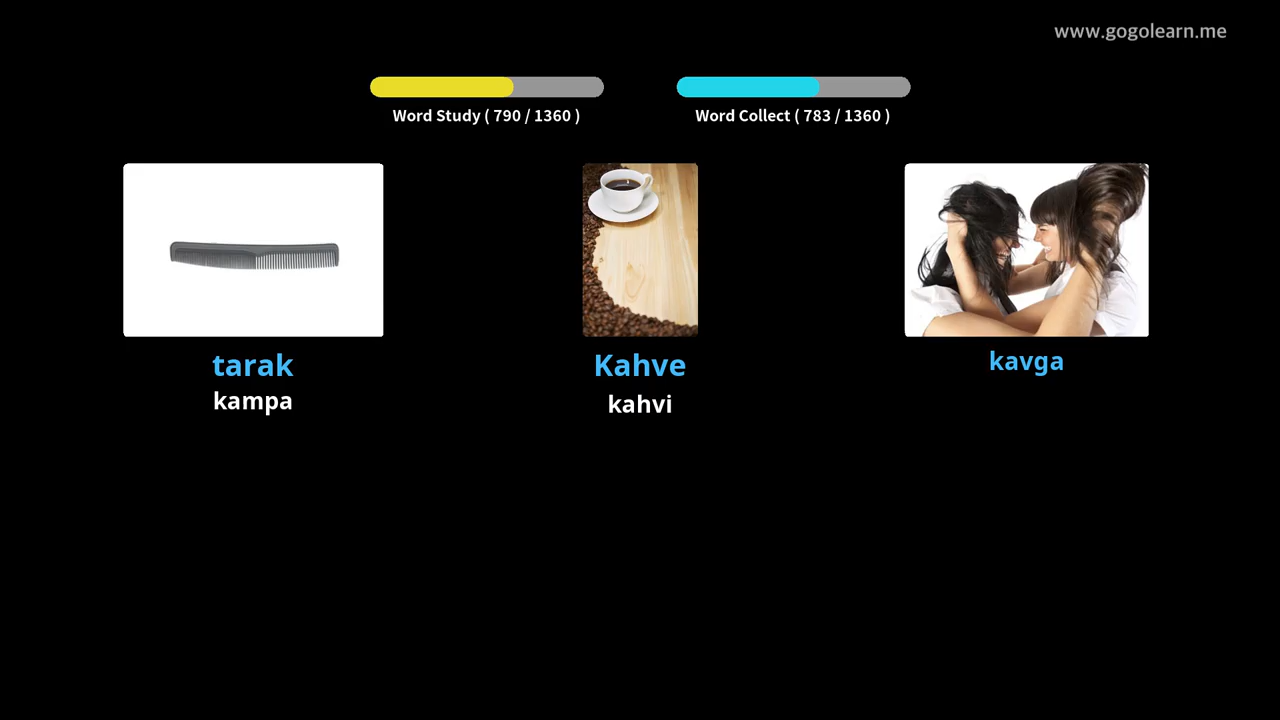 www.gogolearn.me
Word Study ( 790 / 1360 )
Word Collect ( 783 / 1360 )
tarak
kampa
Kahve
kahvi
kavga